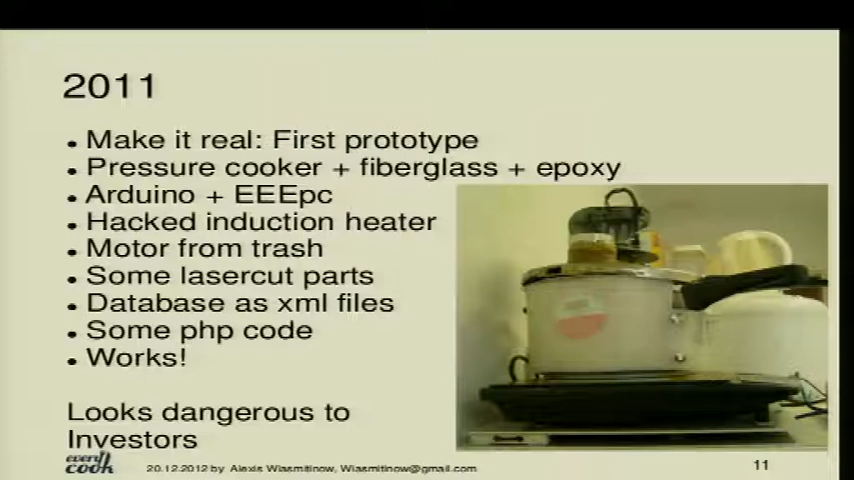 2011
Make it real: First prototype
Pressure cooker + fiberglass + epoxy
Arduino + EEEpc
Hacked induction heater
Motor from trash
Some lasercut parts
Database as xml files
Some php code
Works!
Looks dangerous to
Investors
every
cook
20.12.2012 by Alexis Wiasmitinow, Wiasmitinow@gmail.com
11